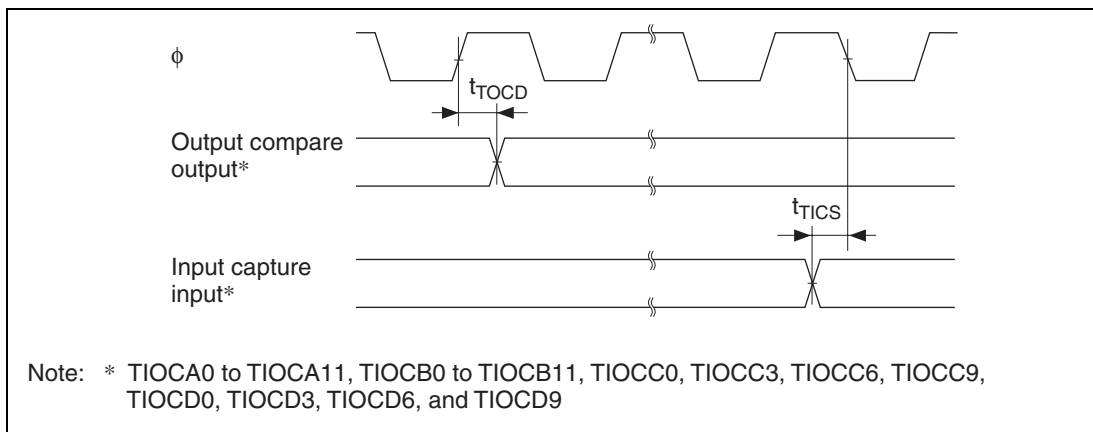 ϕ
tTOCD
Output compare
output*
tTICS
Input capture
input*
Note: * TIOCA0 to TIOCA11, TIOCB0 to TIOCB11, TIOCC0, TIOCC3, TIOCC6, TIOCC9,
TIOCD0, TIOCD3, TIOCD6, and TIOCD9